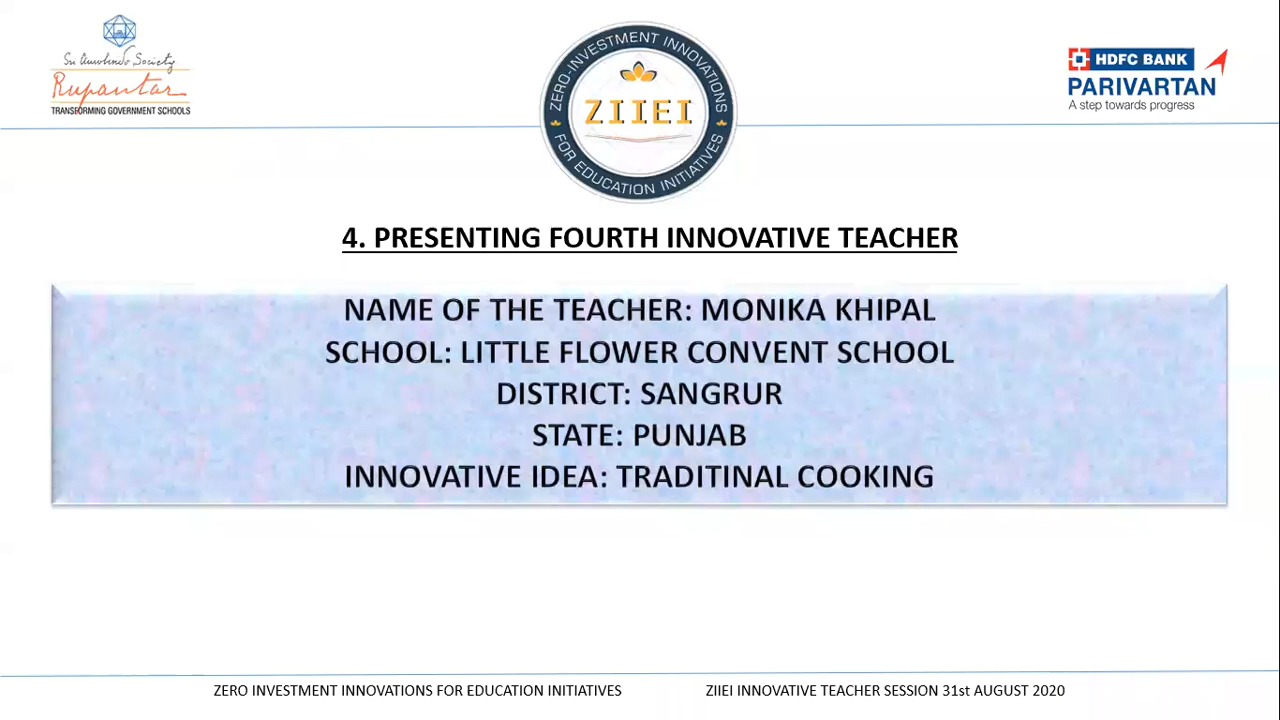 Sri Aurobindo Society
Rupantar
TRANSFORMING GOVERNMENT SCHOOLS
ZERO-INVESTMENT INNOVATIONS
ZIIEI
FOR EDUCATION INITIATIVES
HDFC BANK
PARIVARTAN
A step towards progress
4. PRESENTING FOURTH INNOVATIVE TEACHER
NAME OF THE TEACHER: MONIKA KHIPAL
SCHOOL: LITTLE FLOWER CONVENT SCHOOL
DISTRICT: SANGRUR
STATE: PUNJAB
INNOVATIVE IDEA: TRADITINAL COOKING
ZERO INVESTMENT INNOVATIONS FOR EDUCATION INITIATIVES
ZIIEI INNOVATIVE TEACHER SESSION 31st AUGUST 2020